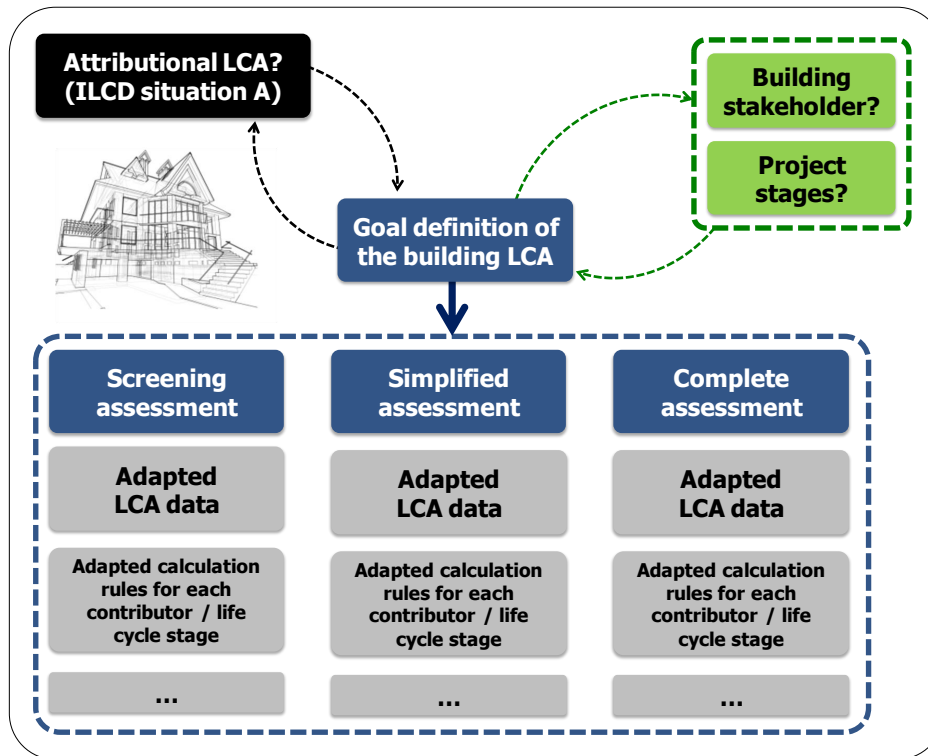 Attributional LCA?
(ILCD situation A)
Building
stakeholder?
Project
stages?
Goal definition of
the building LCA
Screening
assessment
Simplified
assessment
Complete
assessment
Adapted
LCA data
Adapted
LCA data
Adapted
LCA data
Adapted calculation
rules for each
contributor / life
cycle stage
Adapted calculation
rules for each
contributor / life
cycle stage
Adapted calculation
rules for each
contributor / life
cycle stage
...
...
...